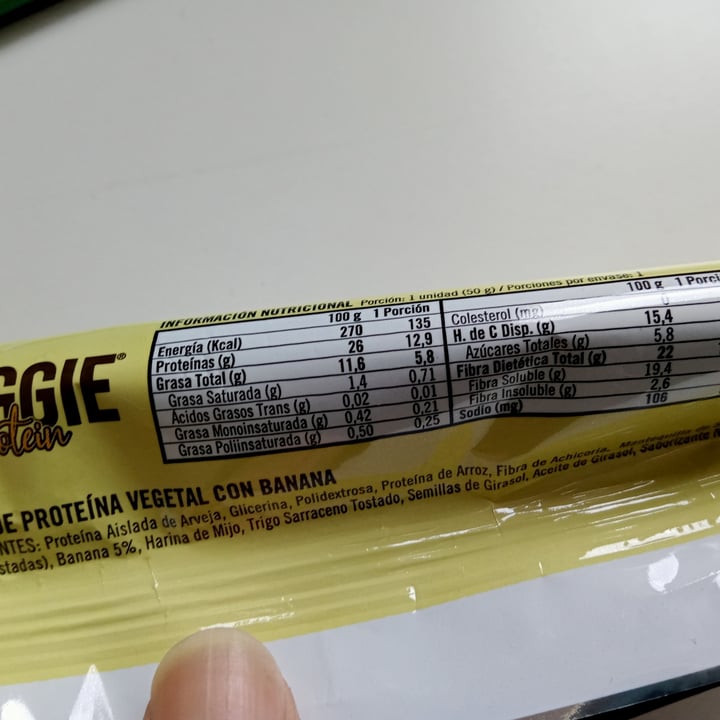 GGIE®
otein
INFORMACIÓN NUTRICIONAL Porción: 1 unidad (50 g) / Porciones por envase: 1
100 g 1 Porción
Energía (Kcal) 270 135
Proteínas (g) 26 12,9
Grasa Total (g) 11,6 5,8
Grasa Saturada (g) 1,4 0,71
Ácidos Grasos Trans (g) 0,02 0,01
Grasa Monoinsaturada (g) 0,42 0,21
Grasa Poliinsaturada (g) 0,50 0,25
100 g 1 Porci
Colesterol (mg) 0
H. de C Disp. (g) 15,4
Azúcares Totales (g) 5,8
Fibra Dietética Total (g) 22
Fibra Soluble (g) 19,4
Fibra Insoluble (g) 2,6
Sodio (mg) 106
DE PROTEÍNA VEGETAL CON BANANA
NTES: Proteína Aislada de Arveja, Glicerina, Polidextrosa, Proteína de Arroz, Fibra de Achicoria, Mantequilla de
stadas), Banana 5%, Harina de Mijo, Trigo Sarraceno Tostado, Semillas de Girasol, Aceite de Girasol, Saborizante